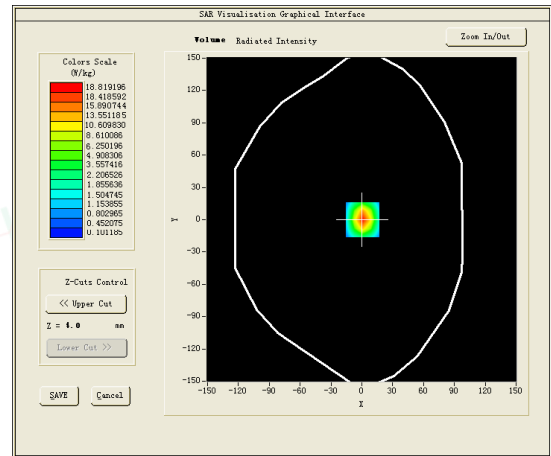 SAR Visualisation Graphical Interface
Zoom In/Out
Volume Radiated Intensity
Colors Scale
(W/kg)
18.819196
18.418592
15.890744
13.551185
10.609830
8.610086
6.250196
4.908306
3.557416
2.206526
1.855636
1.504745
1.153855
0.802965
0.452075
0.101185
Z-Cuts Control
<< Upper Cut
Z = 4.0 mm
Lower Cut >>
SAVE Cancel
150
120
90
60
30
0
-30
-60
-90
-120
-150
Y
-150 -120 -90 -60 -30 0 30 60 90 120 150
X